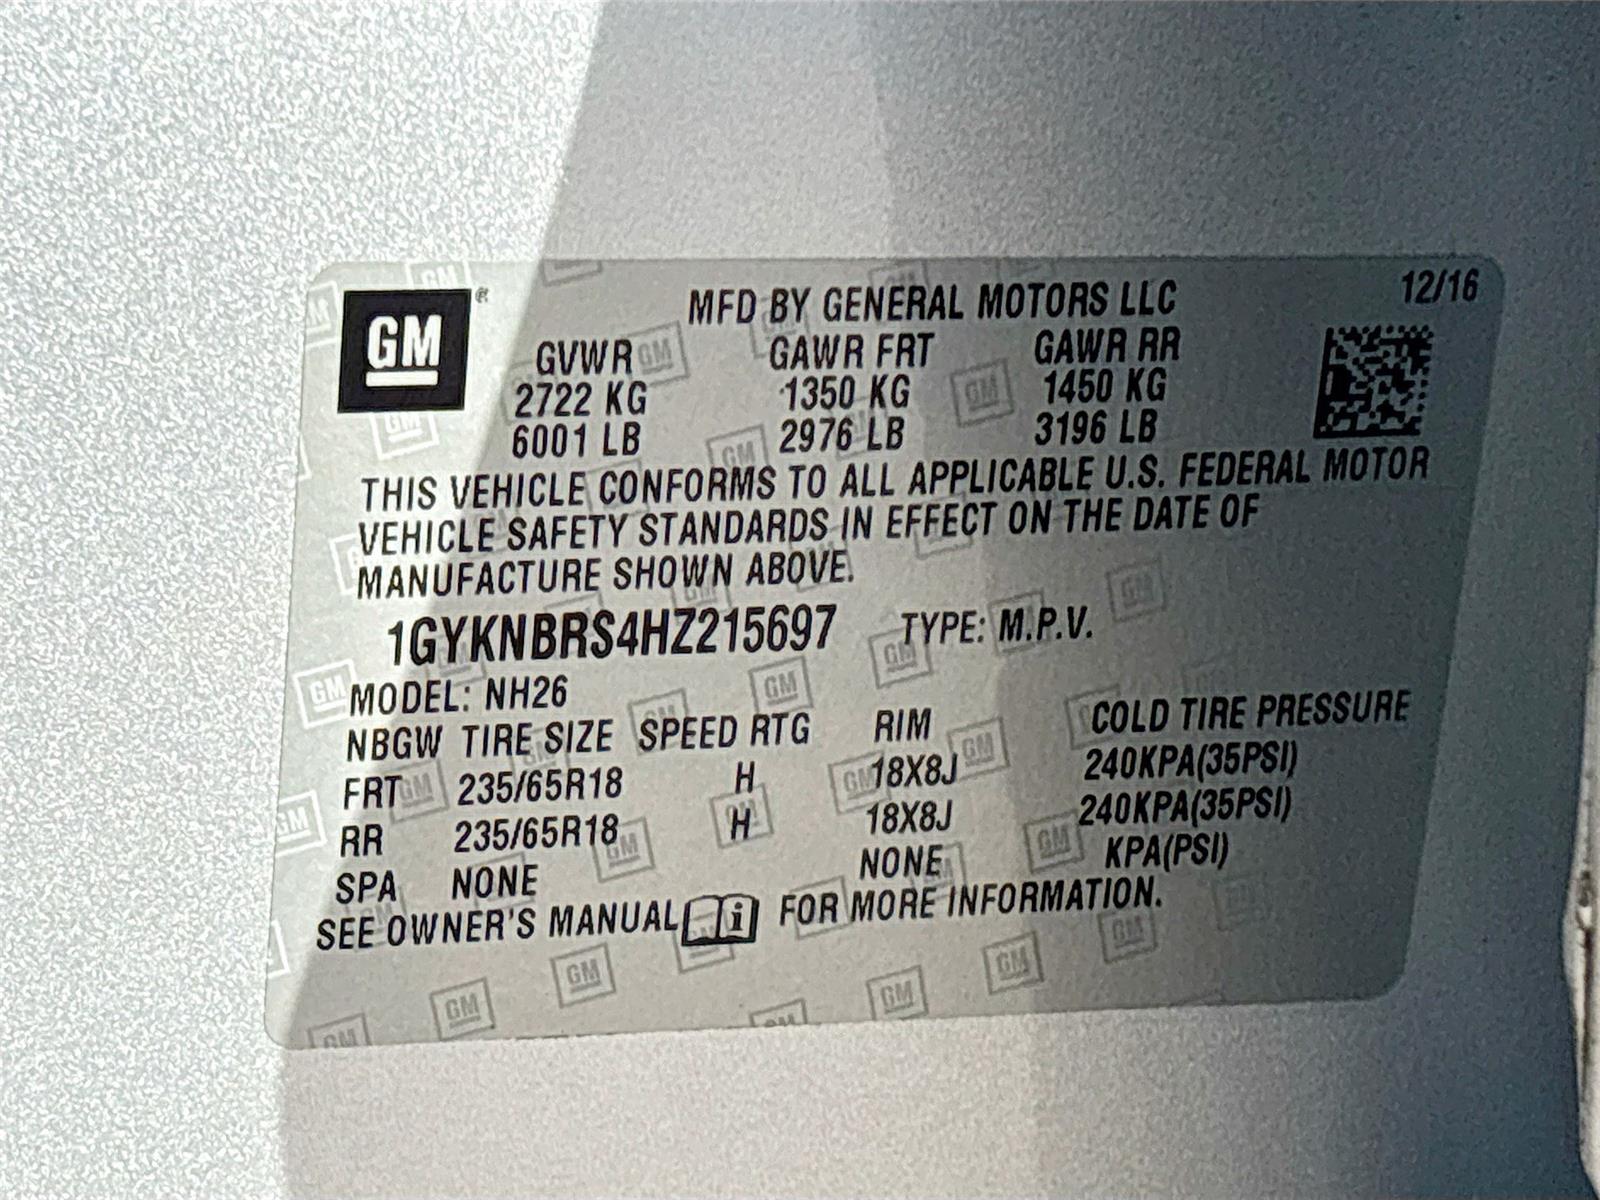 GM ®
MFD BY GENERAL MOTORS LLC 12/16
GVWR GAWR FRT GAWR RR
2722 KG 1350 KG 1450 KG
6001 LB 2976 LB 3196 LB
THIS VEHICLE CONFORMS TO ALL APPLICABLE U.S. FEDERAL MOTOR
VEHICLE SAFETY STANDARDS IN EFFECT ON THE DATE OF
MANUFACTURE SHOWN ABOVE.
1GYKNBRS4HZ215697 TYPE: M.P.V.
MODEL: NH26
NBGW TIRE SIZE SPEED RTG RIM COLD TIRE PRESSURE
FRT 235/65R18 H 18X8J 240KPA(35PSI)
RR 235/65R18 H 18X8J 240KPA(35PSI)
SPA NONE NONE KPA(PSI)
SEE OWNER'S MANUAL i FOR MORE INFORMATION.